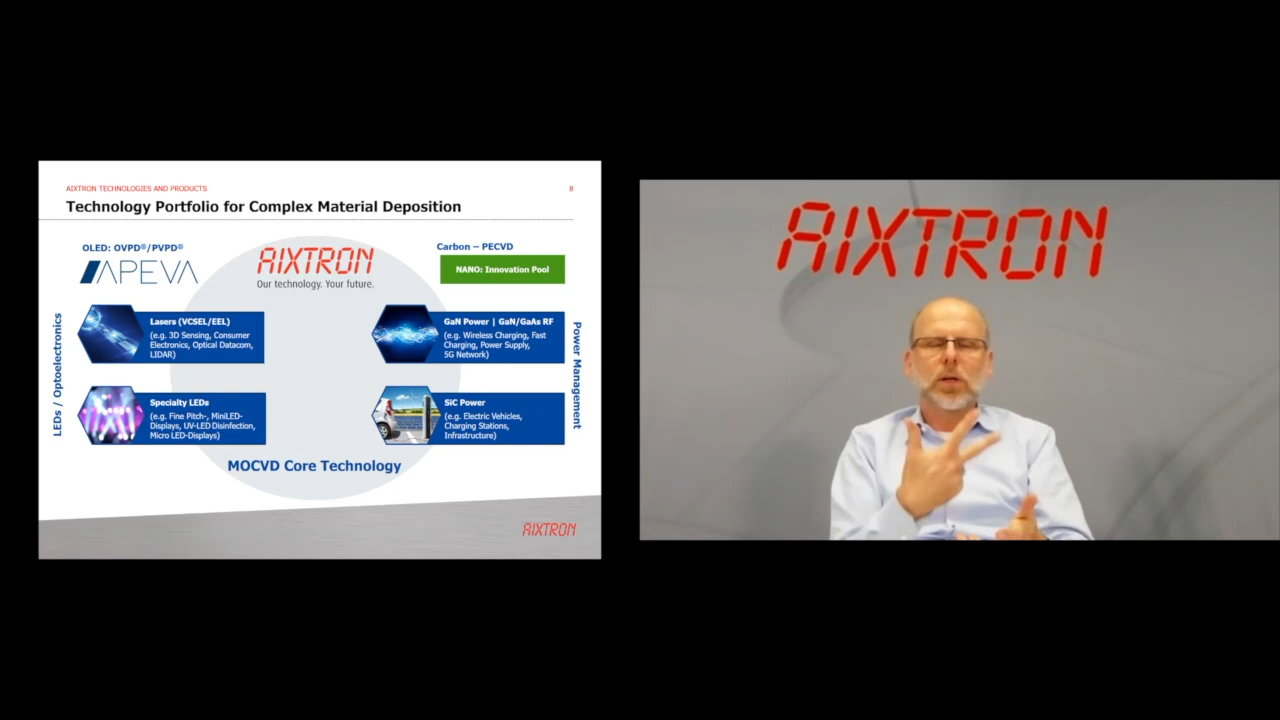 AIXTRON TECHNOLOGIES AND PRODUCTS
8
Technology Portfolio for Complex Material Deposition
OLED: OVPD®/PVPD®
APEVA
AIXTRON
Our technology. Your future.
Carbon – PECVD
NANO: Innovation Pool
LEDs / Optoelectronics
Lasers (VCSEL/EEL)
(e.g. 3D Sensing, Consumer
Electronics, Optical Datacom,
LIDAR)
GaN Power | GaN/GaAs RF
(e.g. Wireless Charging, Fast
Charging, Power Supply,
5G Network)
Power Management
Specialty LEDs
(e.g. Fine Pitch-, MiniLED-
Displays, UV-LED Disinfection,
Micro LED-Displays)
SiC Power
(e.g. Electric Vehicles,
Charging Stations,
Infrastructure)
MOCVD Core Technology
AIXTRON
AIXTRON